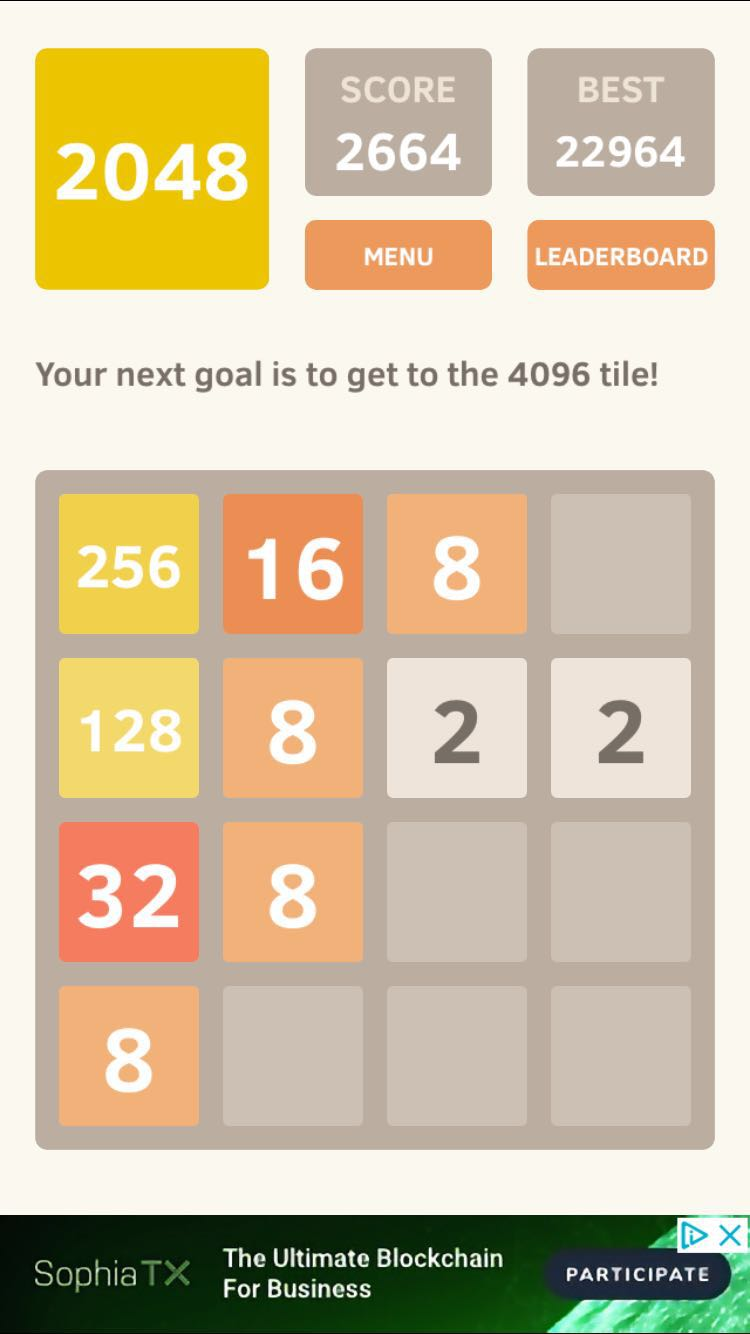 2048
SCORE
2664
BEST
22964
MENU
LEADERBOARD
Your next goal is to get to the 4096 tile!
256 16 8
128 8 2 2
32 8
8
SophiaTX
The Ultimate Blockchain
For Business
PARTICIPATE